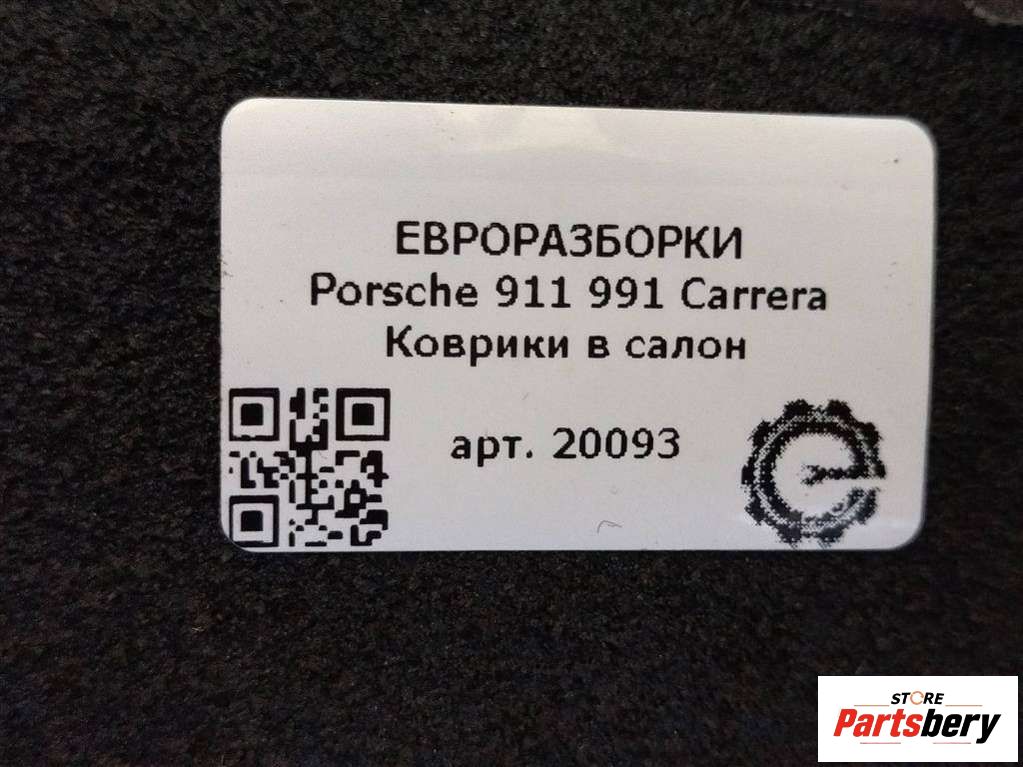 ЕВРОРАЗБОРКИ
Porsche 911 991 Carrera
Коврики в салон
арт. 20093
STORE
Partsbery